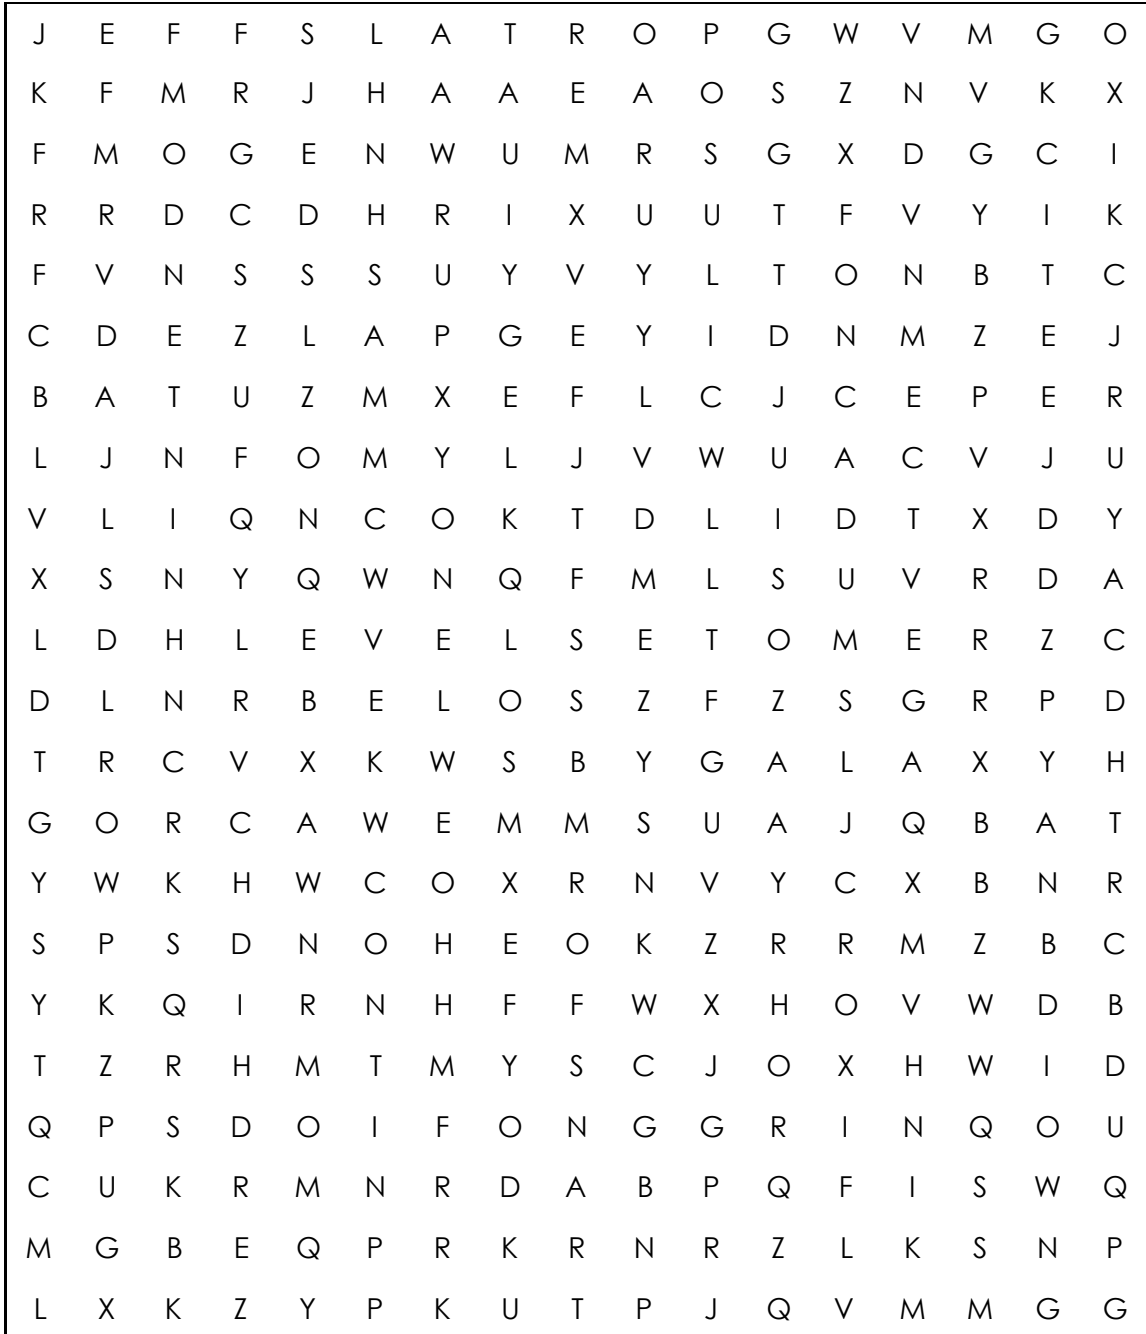 J E F F S L A T R O P G W V M G O
K F M R J H A A E A O S Z N V K X
F M O G E N W U M R S G X D G C I
R R D C D H R I X U U T F V Y I K
F V N S S S U Y V Y L T O N B T C
C D E Z L A P G E Y I D N M Z E J
B A T U Z M X E F L C J C E P E R
L J N F O M Y L J V W U A C V J U
V L I Q N C O K T D L I D T X D Y
X S N Y Q W N Q F M L S U V R D A
L D H L E V E L S E T O M E R Z C
D L N R B E L O S Z F Z S G R P D
T R C V X K W S B Y G A L A X Y H
G O R C A W E M M S U A J Q B A T
Y W K H W C O X R N V Y C X B N R
S P S D N O H E O K Z R R M Z B C
Y K Q I R N H F F W X H O V W D B
T Z R H M T M Y S C J O X H W I D
Q P S D O I F O N G G R I N Q O U
C U K R M N R D A B P Q F I S W Q
M G B E Q P R K R N R Z L K S N P
L X K Z Y P K U T P J Q V M M G G